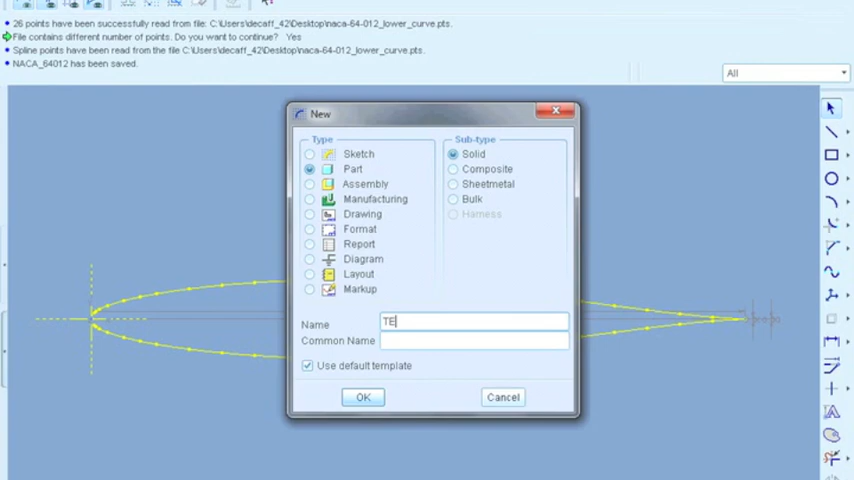 26 points have been successfully read from file: C:\Users\decaff_42\Desktop\naca-64-012_lower_curve.pts.
File contains different number of points. Do you want to continue? Yes
Spline points have been read from the file C:\Users\decaff_42\Desktop\naca-64-012_lower_curve.pts.
NACA_64012 has been saved.
All
New
Type
Sketch
Part
Assembly
Manufacturing
Drawing
Format
Report
Diagram
Layout
Markup
Sub-type
Solid
Composite
Sheetmetal
Bulk
Harness
Name TE
Common Name
Use default template
OK Cancel